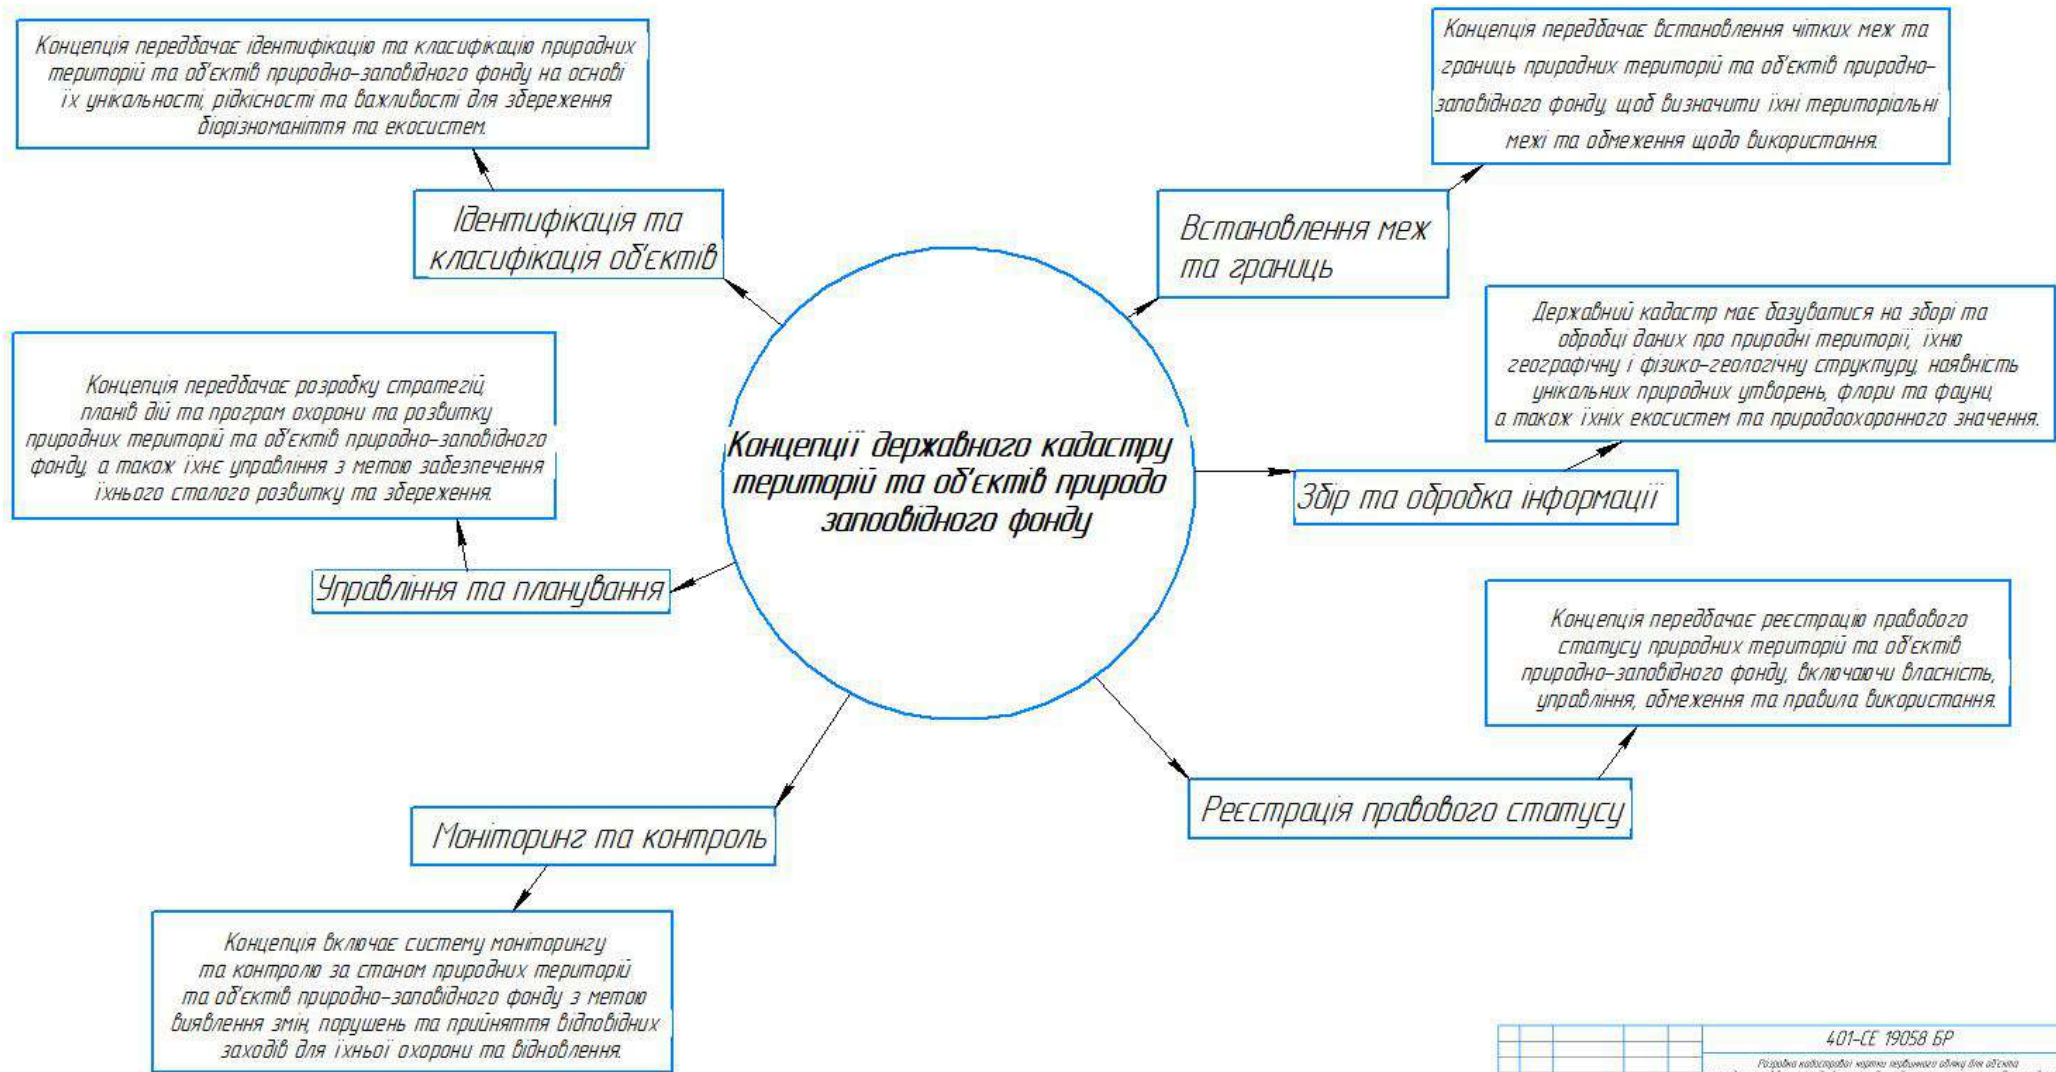 Концепція передбачає ідентифікацію та класифікацію природних
територій та об'єктів природно-заповідного фонду на основі
їх унікальності, рідкісності та важливості для збереження
біорізноманіття та екосистем.
Ідентифікація та
класифікація об'єктів
Концепція передбачає встановлення чітких меж та
границь природних територій та об'єктів природно-
заповідного фонду, щоб визначити їхні територіальні
межі та обмеження щодо використання.
Встановлення меж
та границь
Державний кадастр має базуватися на зборі та
обробці даних про природні території, їхню
географічну і фізико-геологічну структуру, наявність
унікальних природних утворень, флори та фауни,
а також їхніх екосистем та природоохоронного значення.
Збір та обробка інформації
Концепція передбачає розробку стратегій,
планів дій та програм охорони та розвитку
природних територій та об'єктів природно-заповідного
фонду, а також їхнє управління з метою забезпечення
їхнього сталого розвитку та збереження.
Управління та планування
Концепції державного кадастру
територій та об'єктів природо
запоовідного фонду
Концепція передбачає реєстрацію правового
статусу природних територій та об'єктів
природно-заповідного фонду, включаючи власність,
управління, обмеження та правила використання.
Реєстрація правового статусу
Моніторинг та контроль
Концепція включає систему моніторингу
та контролю за станом природних територій
та об'єктів природно-заповідного фонду з метою
виявлення змін, порушень та прийняття відповідних
заходів для їхньої охорони та відновлення.
401-СЕ 19058 БР
Розробка кадастрової картки первинного обліку для об'єкта